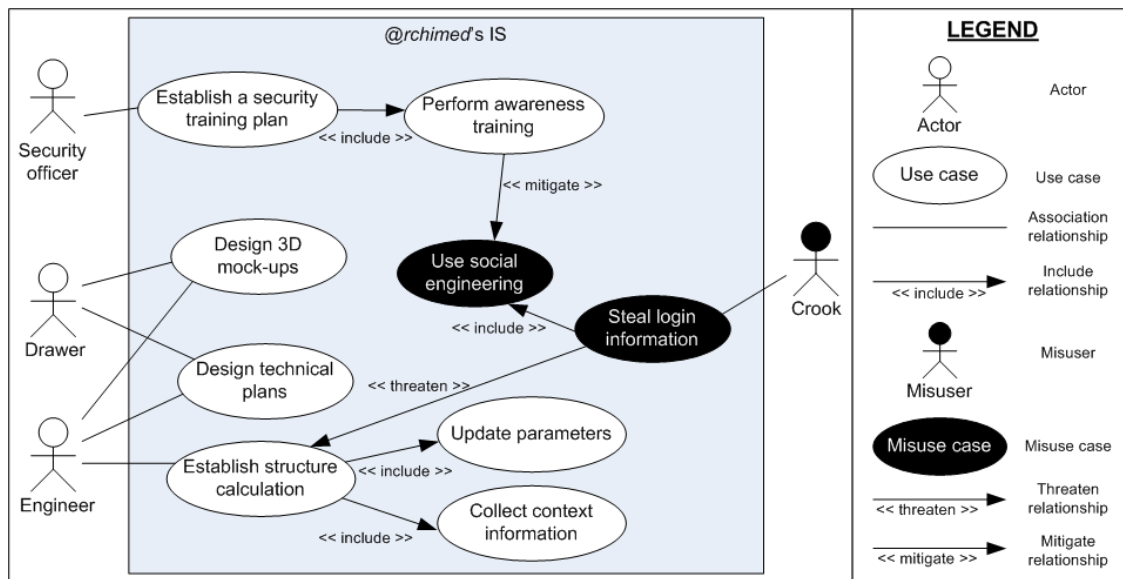 @rchimed's IS
Establish a security
training plan
<< include >>
Perform awareness
training
Security
officer
<< mitigate >>
Design 3D
mock-ups
Use social
engineering
Drawer
<< include >>
Steal login
information
Crook
Design technical
plans
<< threaten >>
Update parameters
Establish structure
calculation
<< include >>
Engineer
Collect context
information
<< include >>
LEGEND
Actor
Actor
Use case
Use case
Association
relationship
<< include >>
Include
relationship
Misuser
Misuser
Misuse case
Misuse case
<< threaten >>
Threaten
relationship
<< mitigate >>
Mitigate
relationship